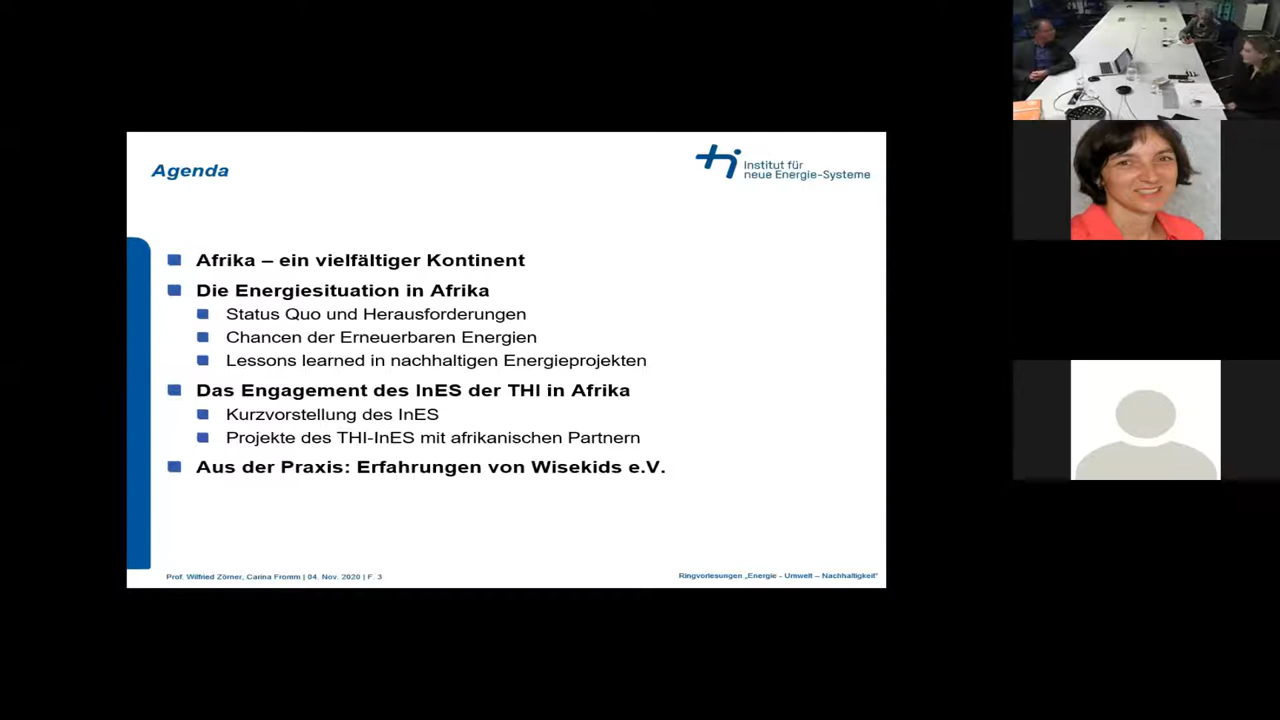 Agenda
Institut für
neue Energie-Systeme
Afrika – ein vielfältiger Kontinent
Die Energiesituation in Afrika
Status Quo und Herausforderungen
Chancen der Erneuerbaren Energien
Lessons learned in nachhaltigen Energieprojekten
Das Engagement des InES der THI in Afrika
Kurzvorstellung des InES
Projekte des THI-InES mit afrikanischen Partnern
Aus der Praxis: Erfahrungen von Wisekids e.V.
Prof. Wilfried Zörner, Carina Fromm | 04. Nov. 2020 | F. 3
Ringvorlesungen „Energie - Umwelt – Nachhaltigkeit"